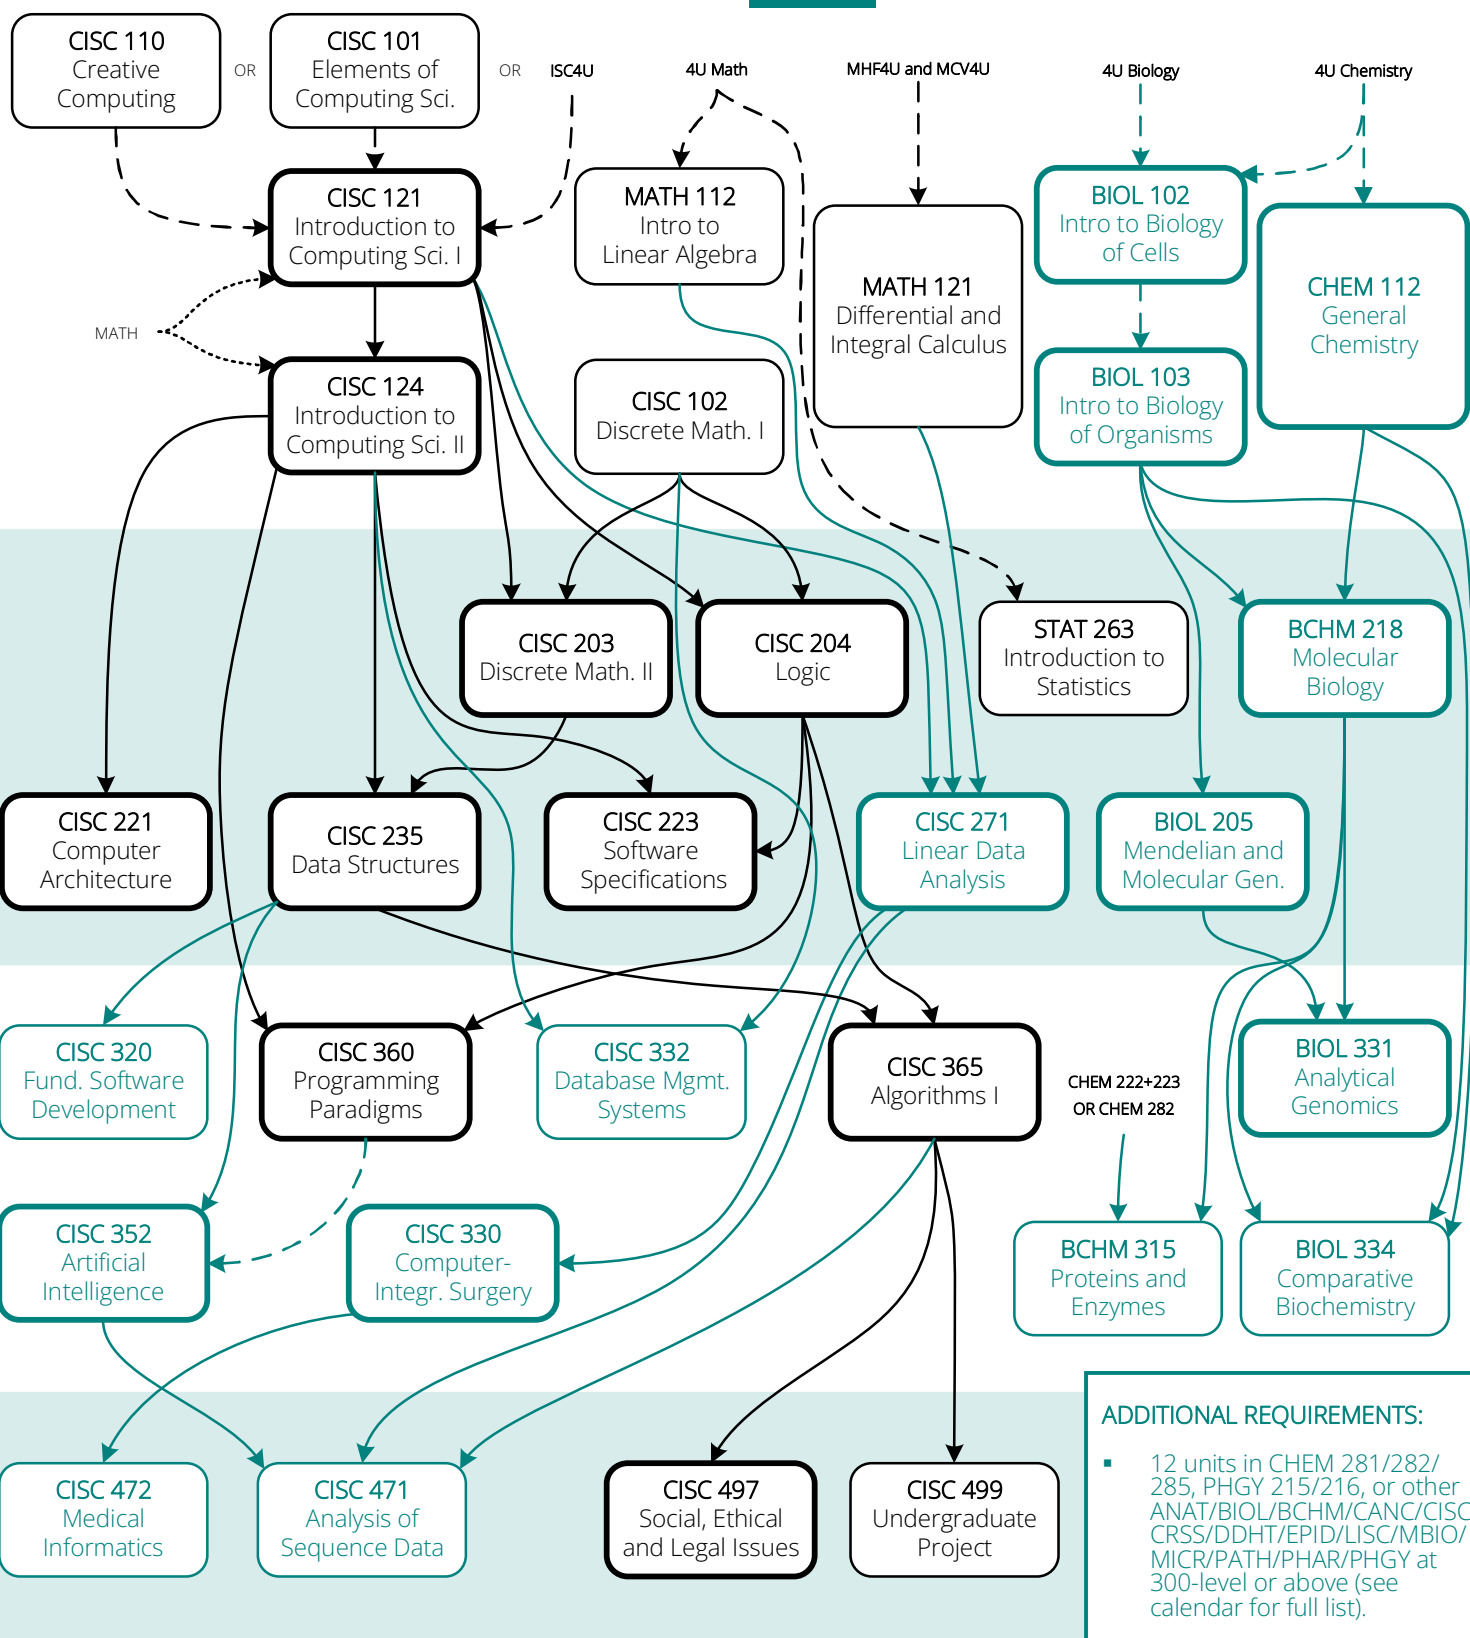 CISC 110
Creative
Computing
OR
CISC 101
Elements of
Computing Sci.
OR
ISC4U
4U Math
MHF4U and MCV4U
4U Biology
4U Chemistry
CISC 121
Introduction to
Computing Sci. I
MATH 112
Intro to
Linear Algebra
MATH 121
Differential and
Integral Calculus
BIOL 102
Intro to Biology
of Cells
CHEM 112
General
Chemistry
MATH
CISC 124
Introduction to
Computing Sci. II
CISC 102
Discrete Math. I
BIOL 103
Intro to Biology
of Organisms
CISC 203
Discrete Math. II
CISC 204
Logic
STAT 263
Introduction to
Statistics
BCHM 218
Molecular
Biology
CISC 221
Computer
Architecture
CISC 235
Data Structures
CISC 223
Software
Specifications
CISC 271
Linear Data
Analysis
BIOL 205
Mendelian and
Molecular Gen.
CISC 320
Fund. Software
Development
CISC 360
Programming
Paradigms
CISC 332
Database Mgmt.
Systems
CISC 365
Algorithms I
CHEM 222+223
OR CHEM 282
BIOL 331
Analytical
Genomics
CISC 352
Artificial
Intelligence
CISC 330
Computer-
Integr. Surgery
BCHM 315
Proteins and
Enzymes
BIOL 334
Comparative
Biochemistry
CISC 472
Medical
Informatics
CISC 471
Analysis of
Sequence Data
CISC 497
Social, Ethical
and Legal Issues
CISC 499
Undergraduate
Project
ADDITIONAL REQUIREMENTS:
▪ 12 units in CHEM 281/282/
285, PHGY 215/216, or other
ANAT/BIOL/BCHM/CANC/CISC
CRSS/DDHT/EPID/LISC/MBIO/
MICR/PATH/PHAR/PHGY at
300-level or above (see
calendar for full list).